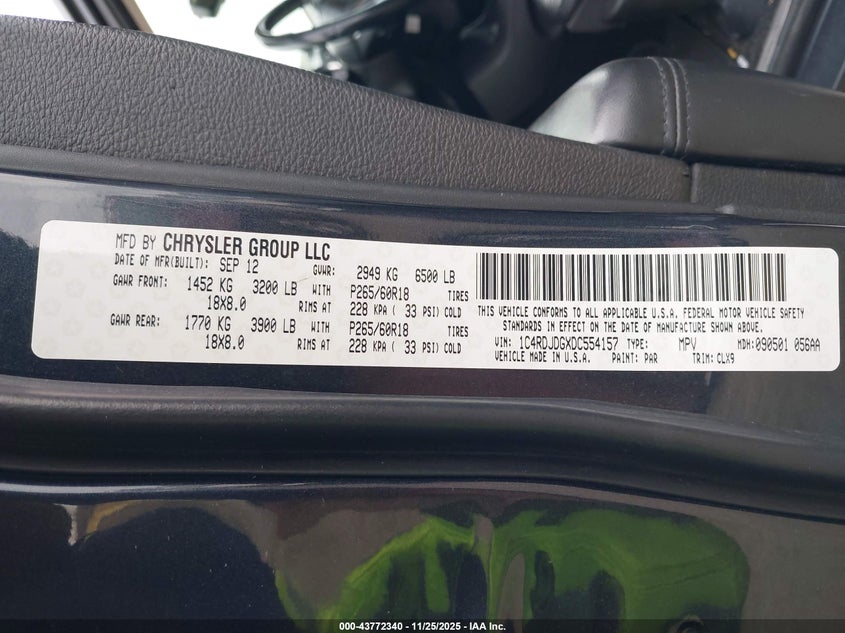 MFD BY CHRYSLER GROUP LLC
DATE OF MFR(BUILT): SEP 12 GVWR: 2949 KG 6500 LB
GAWR FRONT: 1452 KG 3200 LB WITH P265/60R18 TIRES
18X8.0 RIMS AT 228 KPA ( 33 PSI) COLD
GAWR REAR: 1770 KG 3900 LB WITH P265/60R18 TIRES
18X8.0 RIMS AT 228 KPA ( 33 PSI) COLD
THIS VEHICLE CONFORMS TO ALL APPLICABLE U.S.A. FEDERAL MOTOR VEHICLE SAFETY
STANDARDS IN EFFECT ON THE DATE OF MANUFACTURE SHOWN ABOVE.
VIN: 1C4RDJDGXDC554157 TYPE: MPV MDH:090501 056AA
VEHICLE MADE IN U.S.A. PAINT: PAR TRIM: CLX9
000-43772340 - 11/25/2025 - IAA Inc.